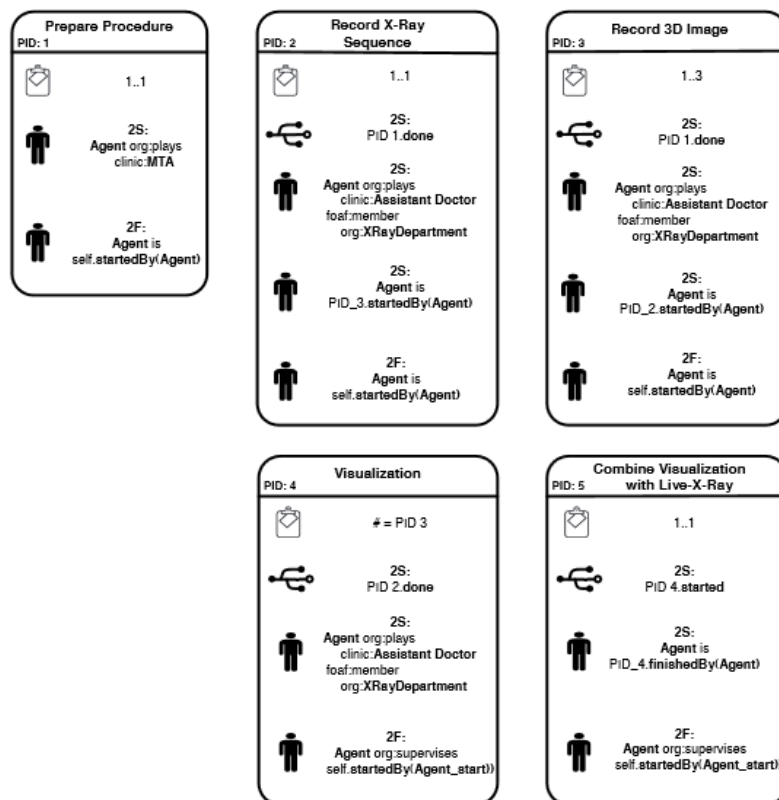 Prepare Procedure
PID: 1
1..1
2S:
Agent org:plays
clinic:MTA
2F:
Agent is
self.startedBy(Agent)
Record X-Ray
Sequence
PID: 2
1..1
2S:
PID 1.done
2S:
Agent org:plays
clinic:Assistant Doctor
foaf:member
org:XRayDepartment
2S:
Agent is
PID_3.startedBy(Agent)
2F:
Agent is
self.startedBy(Agent)
Record 3D Image
PID: 3
1..3
2S:
PID 1.done
2S:
Agent org:plays
clinic:Assistant Doctor
foaf:member
org:XRayDepartment
2S:
Agent is
PID_2.startedBy(Agent)
2F:
Agent is
self.startedBy(Agent)
Visualization
PID: 4
# = PID 3
2S:
PID 2.done
2S:
Agent org:plays
clinic:Assistant Doctor
foaf:member
org:XRayDepartment
2F:
Agent org:supervises
self.startedBy(Agent_start))
Combine Visualization
with Live-X-Ray
PID: 5
1..1
2S:
PID 4.started
2S:
Agent is
PID_4.finishedBy(Agent)
2F:
Agent org:supervises
self.startedBy(Agent_start))